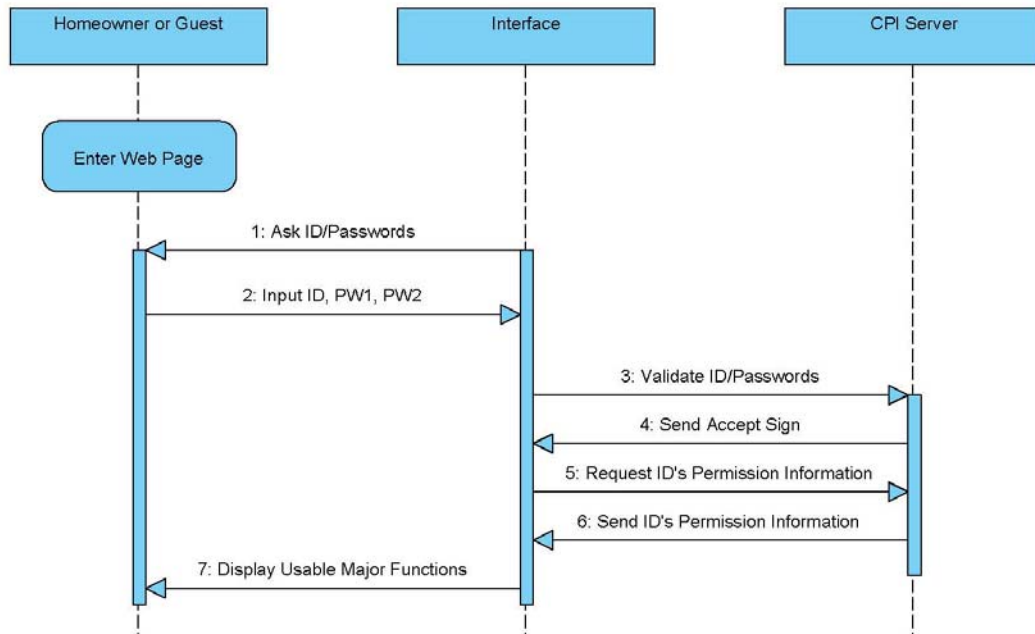 Homeowner or Guest
Interface
CPI Server
Enter Web Page
1: Ask ID/Passwords
2: Input ID, PW1, PW2
3: Validate ID/Passwords
4: Send Accept Sign
5: Request ID's Permission Information
6: Send ID's Permission Information
7: Display Usable Major Functions